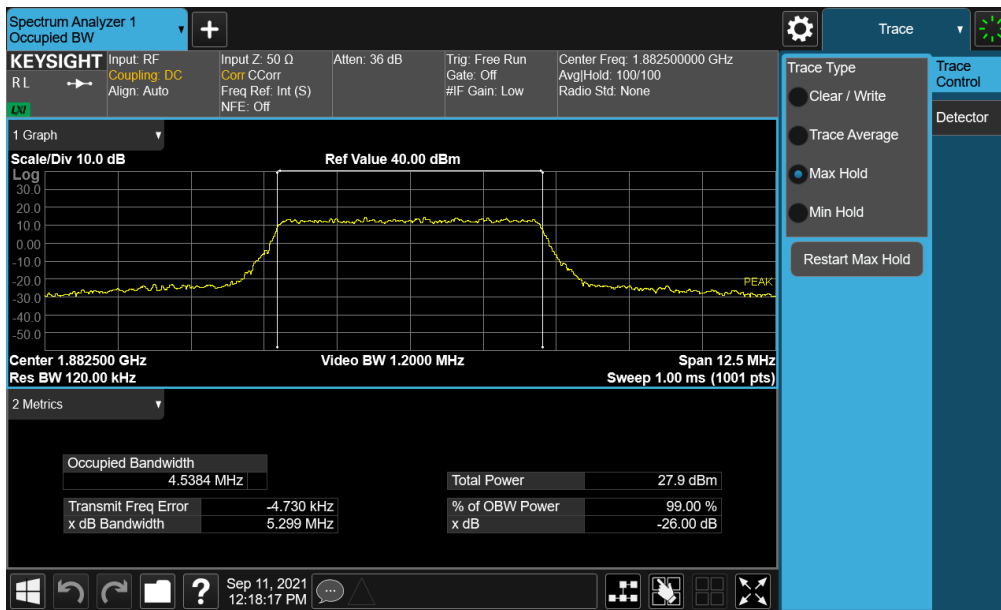 Spectrum Analyzer 1
Occupied BW
+
Trace
KEYSIGHT
R L
LXI
Input: RF
Coupling: DC
Align: Auto
Input Z: 50 Ω
Corr CCorr
Freq Ref: Int (S)
NFE: Off
Atten: 36 dB
Trig: Free Run
Gate: Off
#IF Gain: Low
Center Freq: 1.882500000 GHz
Avg|Hold: 100/100
Radio Std: None
Trace Type
Clear / Write
Trace Average
Max Hold
Min Hold
Restart Max Hold
Trace
Control
Detector
1 Graph
Scale/Div 10.0 dB
Ref Value 40.00 dBm
Log
30.0
20.0
10.0
0.00
-10.0
-20.0
-30.0
-40.0
-50.0
PEAK
Center 1.882500 GHz
Video BW 1.2000 MHz
Span 12.5 MHz
Res BW 120.00 kHz
Sweep 1.00 ms (1001 pts)
2 Metrics
Occupied Bandwidth
4.5384 MHz
Total Power 27.9 dBm
Transmit Freq Error -4.730 kHz
% of OBW Power 99.00 %
x dB Bandwidth 5.299 MHz
x dB -26.00 dB
?
Sep 11, 2021
12:18:17 PM